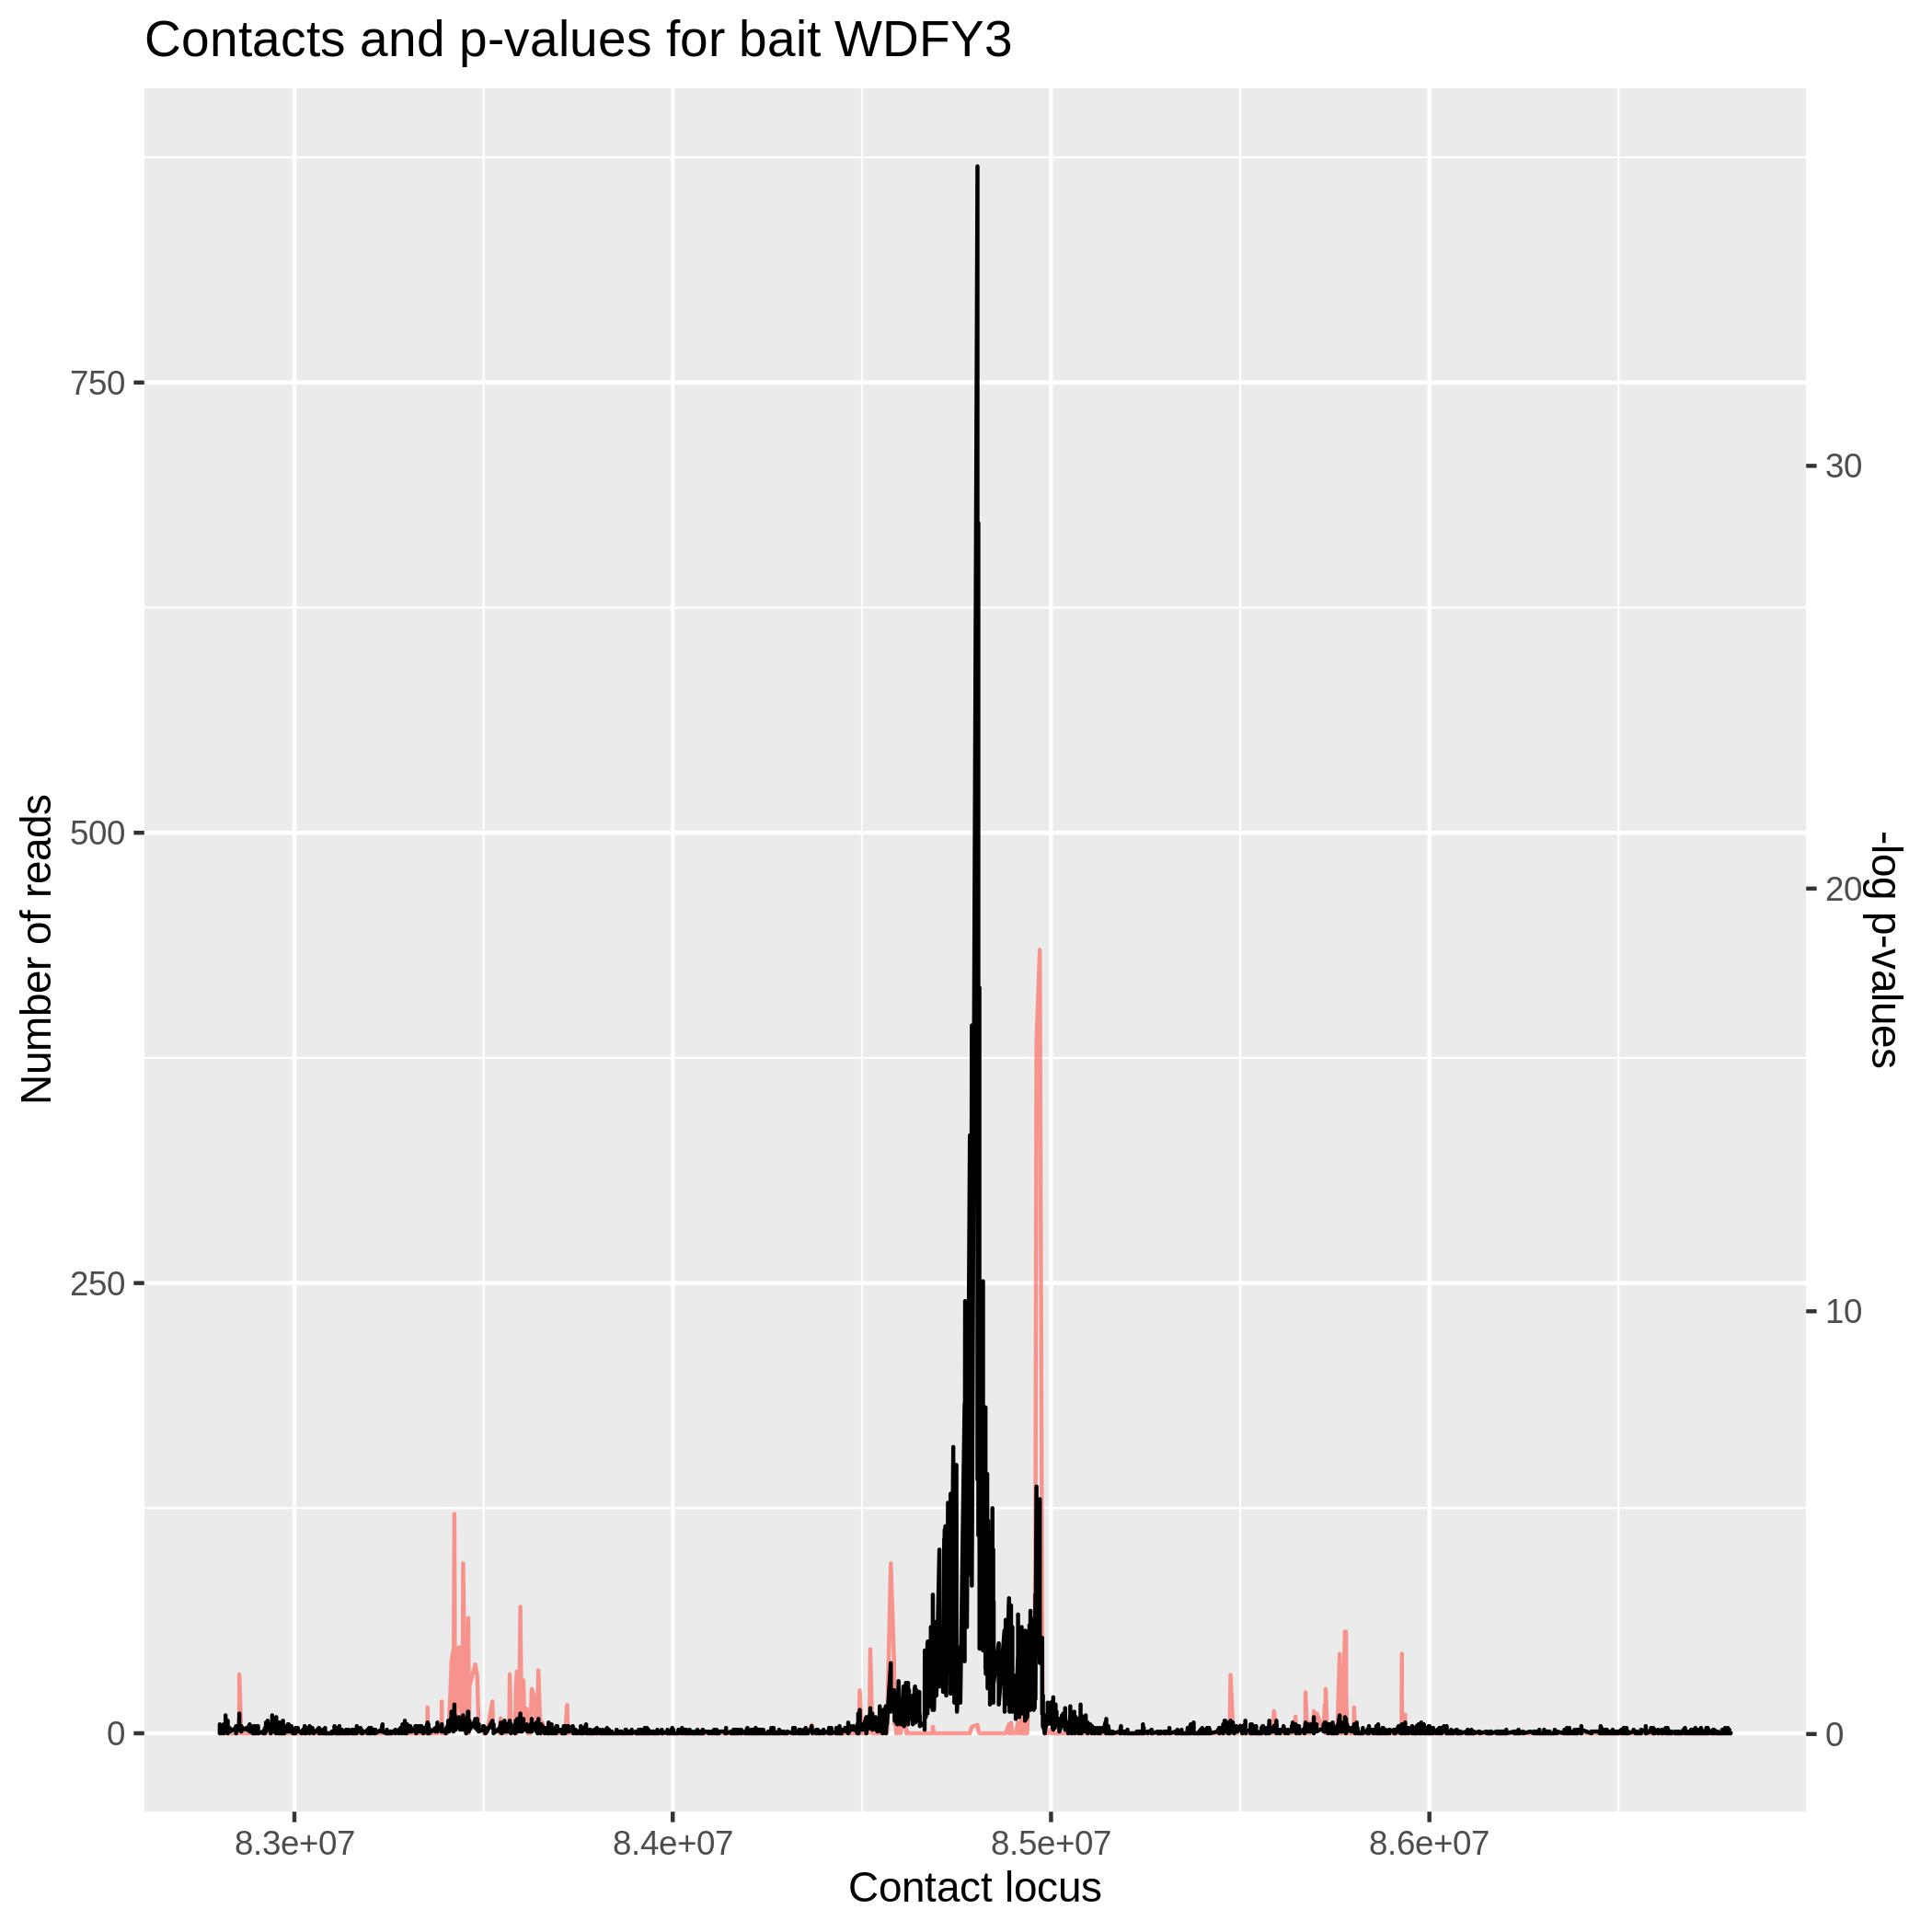 Contacts and p-values for bait WDFY3
Number of reads
750
500
250
0
30
20
10
0
-log p-values
8.3e+07
8.4e+07
8.5e+07
8.6e+07
Contact locus